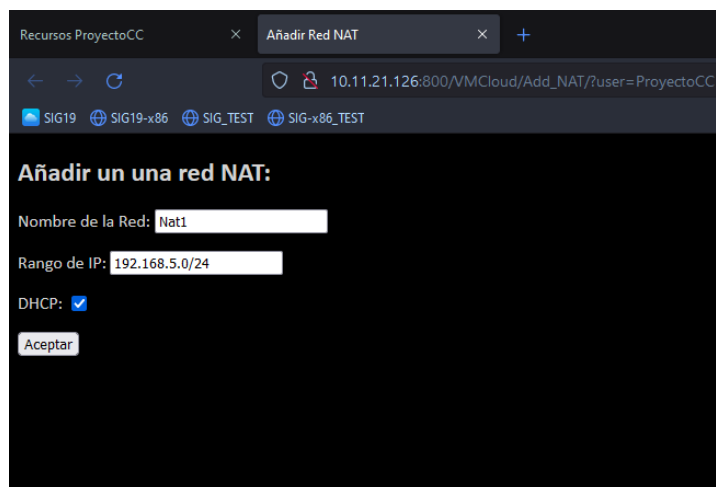 Recursos ProyectoCC
Añadir Red NAT
10.11.21.126:800/VMCloud/Add_NAT/?user=ProyectoCC
SIG19 SIG19-x86 SIG_TEST SIG-x86_TEST
Añadir un una red NAT:
Nombre de la Red: Nat1
Rango de IP: 192.168.5.0/24
DHCP:
Aceptar